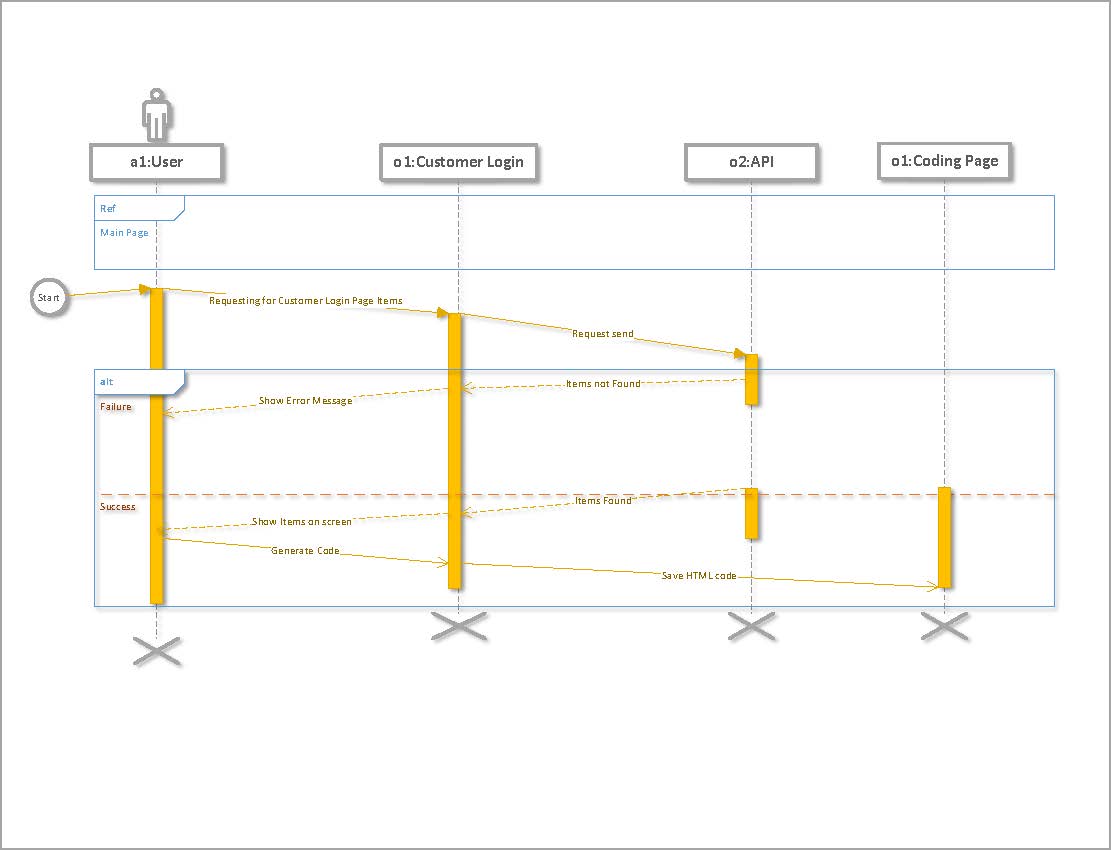 a1:User
o1:Customer Login
o2:API
o1:Coding Page
Ref
Main Page
Start
Requesting for Customer Login Page Items
Request send
alt
Items not Found
Show Error Message
Failure
Items Found
Success
Show Items on screen
Generate Code
Save HTML code